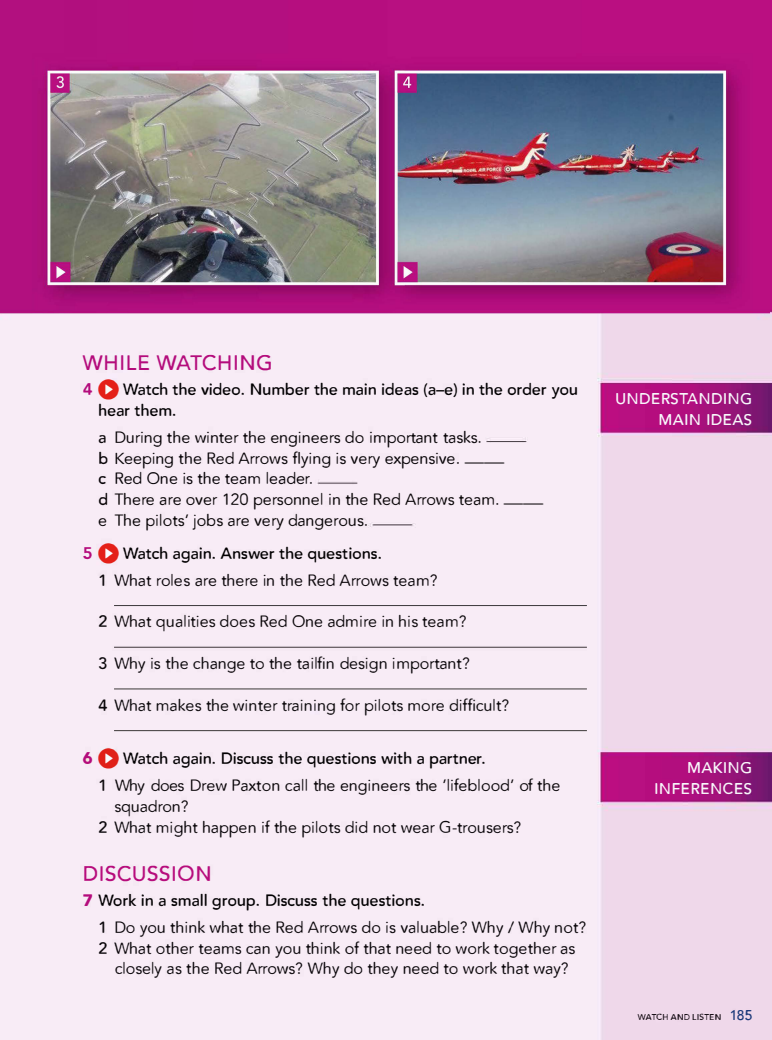 3
4
ROYAL AIR FORCE
WHILE WATCHING
4 Watch the video. Number the main ideas (a–e) in the order you
hear them.
a During the winter the engineers do important tasks. _____
b Keeping the Red Arrows flying is very expensive. _____
c Red One is the team leader. _____
d There are over 120 personnel in the Red Arrows team. _____
e The pilots’ jobs are very dangerous. _____
UNDERSTANDING
MAIN IDEAS
5 Watch again. Answer the questions.
1 What roles are there in the Red Arrows team?
2 What qualities does Red One admire in his team?
3 Why is the change to the tailfin design important?
4 What makes the winter training for pilots more difficult?
6 Watch again. Discuss the questions with a partner.
1 Why does Drew Paxton call the engineers the ‘lifeblood’ of the
squadron?
2 What might happen if the pilots did not wear G-trousers?
MAKING
INFERENCES
DISCUSSION
7 Work in a small group. Discuss the questions.
1 Do you think what the Red Arrows do is valuable? Why / Why not?
2 What other teams can you think of that need to work together as
closely as the Red Arrows? Why do they need to work that way?
WATCH AND LISTEN 185